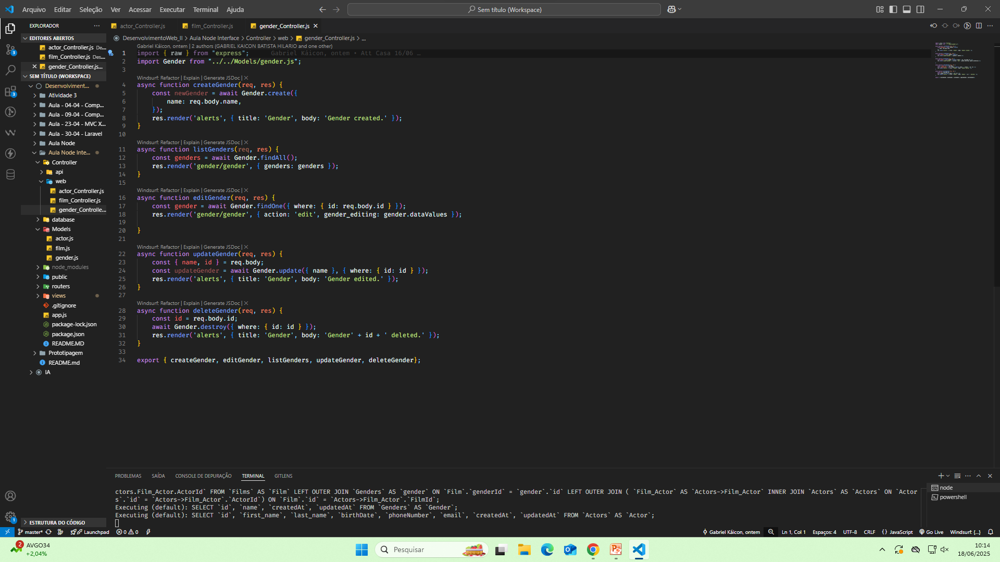 Arquivo Editar Seleção Ver Acessar Executar Terminal Ajuda
Sem título (Workspace)
EXPLORADOR
actor_Controller.js film_Controller.js gender_Controller.js
EDITORES ABERTOS
DesenvolvimentoWeb_II > Aula Node Interface > Controller > web > gender_Controller.js > ...
actor_Controller.js De...
film_Controller.js Des...
gender_Controller.js...
SEM TÍTULO (WORKSPACE)
Desenvolviment...
Atividade 3
Aula - 04-04 - Comp...
Aula - 09-04 - Comp...
Aula - 23-04 - MVC X...
Aula - 30-04 - Laravel
Aula Node
Aula Node Inte...
Controller
api
web
actor_Controller.js
film_Controller.js
gender_Controlle...
database
Models
actor.js
film.js
gender.js
node_modules
public
routers
views
.gitignore
app.js
package-lock.json
package.json
README.MD
Prototipagem
README.md
IA
ESTRUTURA DO CÓDIGO
Gabriel Káicon, ontem | 2 authors (GABRIEL KAICON BATISTA HILARIO and one other)
1 import { raw } from "express"; Gabriel Káicon, ontem • Att Casa 16/06 …
2 import Gender from "../../Models/gender.js";
3
Windsurf: Refactor | Explain | Generate JSDoc | X
4 async function createGender(req, res) {
5 const newGender = await Gender.create({
6 name: req.body.name,
7 });
8 res.render('alerts', { title: 'Gender', body: 'Gender created.' });
9 }
10
Windsurf: Refactor | Explain | Generate JSDoc | X
11 async function listGenders(req, res) {
12 const genders = await Gender.findAll();
13 res.render('gender/gender', { genders: genders });
14 }
15
Windsurf: Refactor | Explain | Generate JSDoc | X
16 async function editGender(req, res) {
17 const gender = await Gender.findOne({ where: { id: req.body.id } });
18 res.render('gender/gender', { action: 'edit', gender_editing: gender.dataValues });
19
20 }
21
Windsurf: Refactor | Explain | Generate JSDoc | X
22 async function updateGender(req, res) {
23 const { name, id } = req.body;
24 const updateGender = await Gender.update({ name }, { where: { id: id } });
25 res.render('alerts', { title: 'Gender', body: 'Gender edited.' });
26 }
27
Windsurf: Refactor | Explain | Generate JSDoc | X
28 async function deleteGender(req, res) {
29 const id = req.body.id;
30 await Gender.destroy({ where: { id: id } });
31 res.render('alerts', { title: 'Gender', body: 'Gender' + id + ' deleted.' });
32 }
33
34 export { createGender, editGender, listGenders, updateGender, deleteGender};
PROBLEMAS SAÍDA CONSOLE DE DEPURAÇÃO TERMINAL GITLENS
ctors.Film_Actor.ActorId` FROM `Films` AS `Film` LEFT OUTER JOIN `Genders` AS `gender` ON `Film`.`genderId` = `gender`.`id` LEFT OUTER JOIN ( `Film_Actor` AS `Actors->Film_Actor` INNER JOIN `Actors` AS `Actors` ON `Actor
s`.`id` = `Actors->Film_Actor`.`ActorId`) ON `Film`.`id` = `Actors->Film_Actor`.`FilmId`;
Executing (default): SELECT `id`, `name`, `createdAt`, `updatedAt` FROM `Genders` AS `Gender`;
Executing (default): SELECT `id`, `first_name`, `last_name`, `birthDate`, `phoneNumber`, `email`, `createdAt`, `updatedAt` FROM `Actors` AS `Actor`;
node
powershell
master* Launchpad 0 0 Gabriel Káicon, ontem Ln 1, Col 1 Espaços: 4 UTF-8 CRLF {} JavaScript Go Live Windsurf: {...}
3
3
1
2
AVGO34
+2,04%
Pesquisar
10:14
18/06/2025